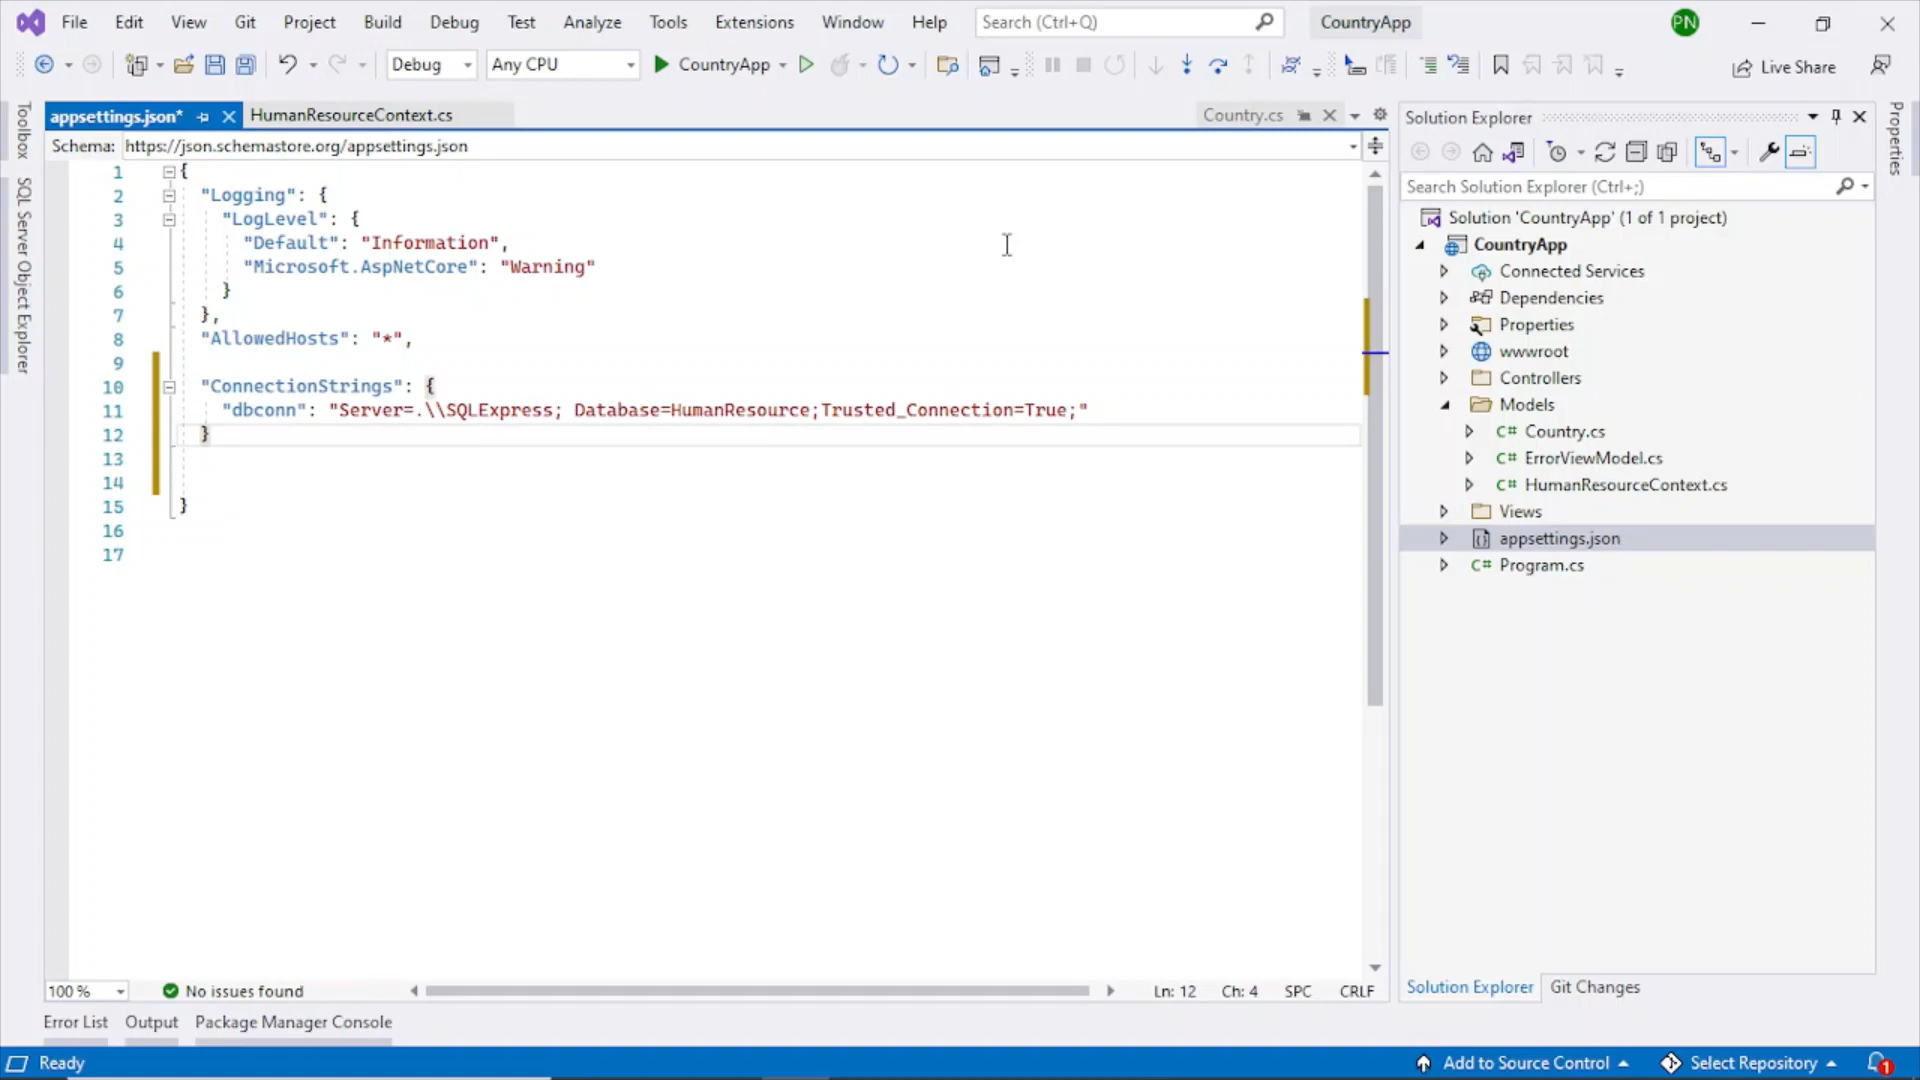 File Edit View Git Project Build Debug Test Analyze Tools Extensions Window Help Search (Ctrl+Q) CountryApp PN
Debug Any CPU CountryApp Live Share
appsettings.json* HumanResourceContext.cs Country.cs
Schema: https://json.schemastore.org/appsettings.json
Toolbox
SQL Server Object Explorer
1 {
2 "Logging": {
3 "LogLevel": {
4 "Default": "Information",
5 "Microsoft.AspNetCore": "Warning"
6 }
7 },
8 "AllowedHosts": "*",
9
10 "ConnectionStrings": {
11 "dbconn": "Server=.\\SQLExpress; Database=HumanResource;Trusted_Connection=True;"
12 }
13
14
15 }
16
17
100 % No issues found Ln: 12 Ch: 4 SPC CRLF
Error List Output Package Manager Console
Solution Explorer
Search Solution Explorer (Ctrl+;)
Solution 'CountryApp' (1 of 1 project)
CountryApp
Connected Services
Dependencies
Properties
wwwroot
Controllers
Models
C# Country.cs
C# ErrorViewModel.cs
C# HumanResourceContext.cs
Views
appsettings.json
C# Program.cs
Solution Explorer Git Changes
Properties
Ready Add to Source Control Select Repository 1